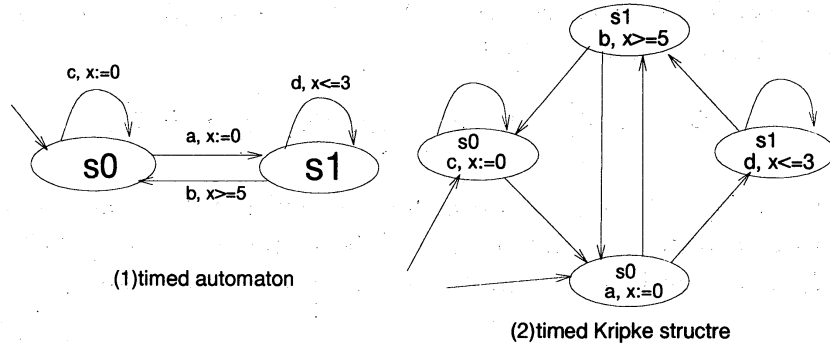 c, x:=0
d, x<=3
s0
a, x:=0
s1
b, x>=5
(1)timed automaton
s1
b, x>=5
s0
c, x:=0
s1
d, x<=3
s0
a, x:=0
(2)timed Kripke structre